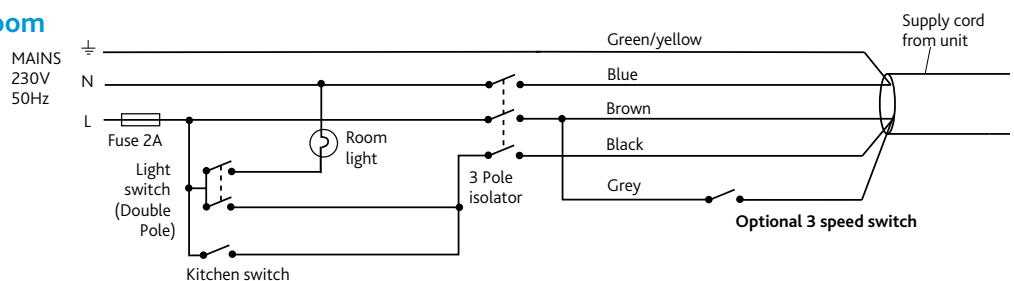 oom
MAINS
230V
50Hz
N
L
Fuse 2A
Light
switch
(Double
Pole)
Kitchen switch
Room
light
3 Pole
isolator
Green/yellow
Blue
Brown
Black
Grey
Optional 3 speed switch
Supply cord
from unit